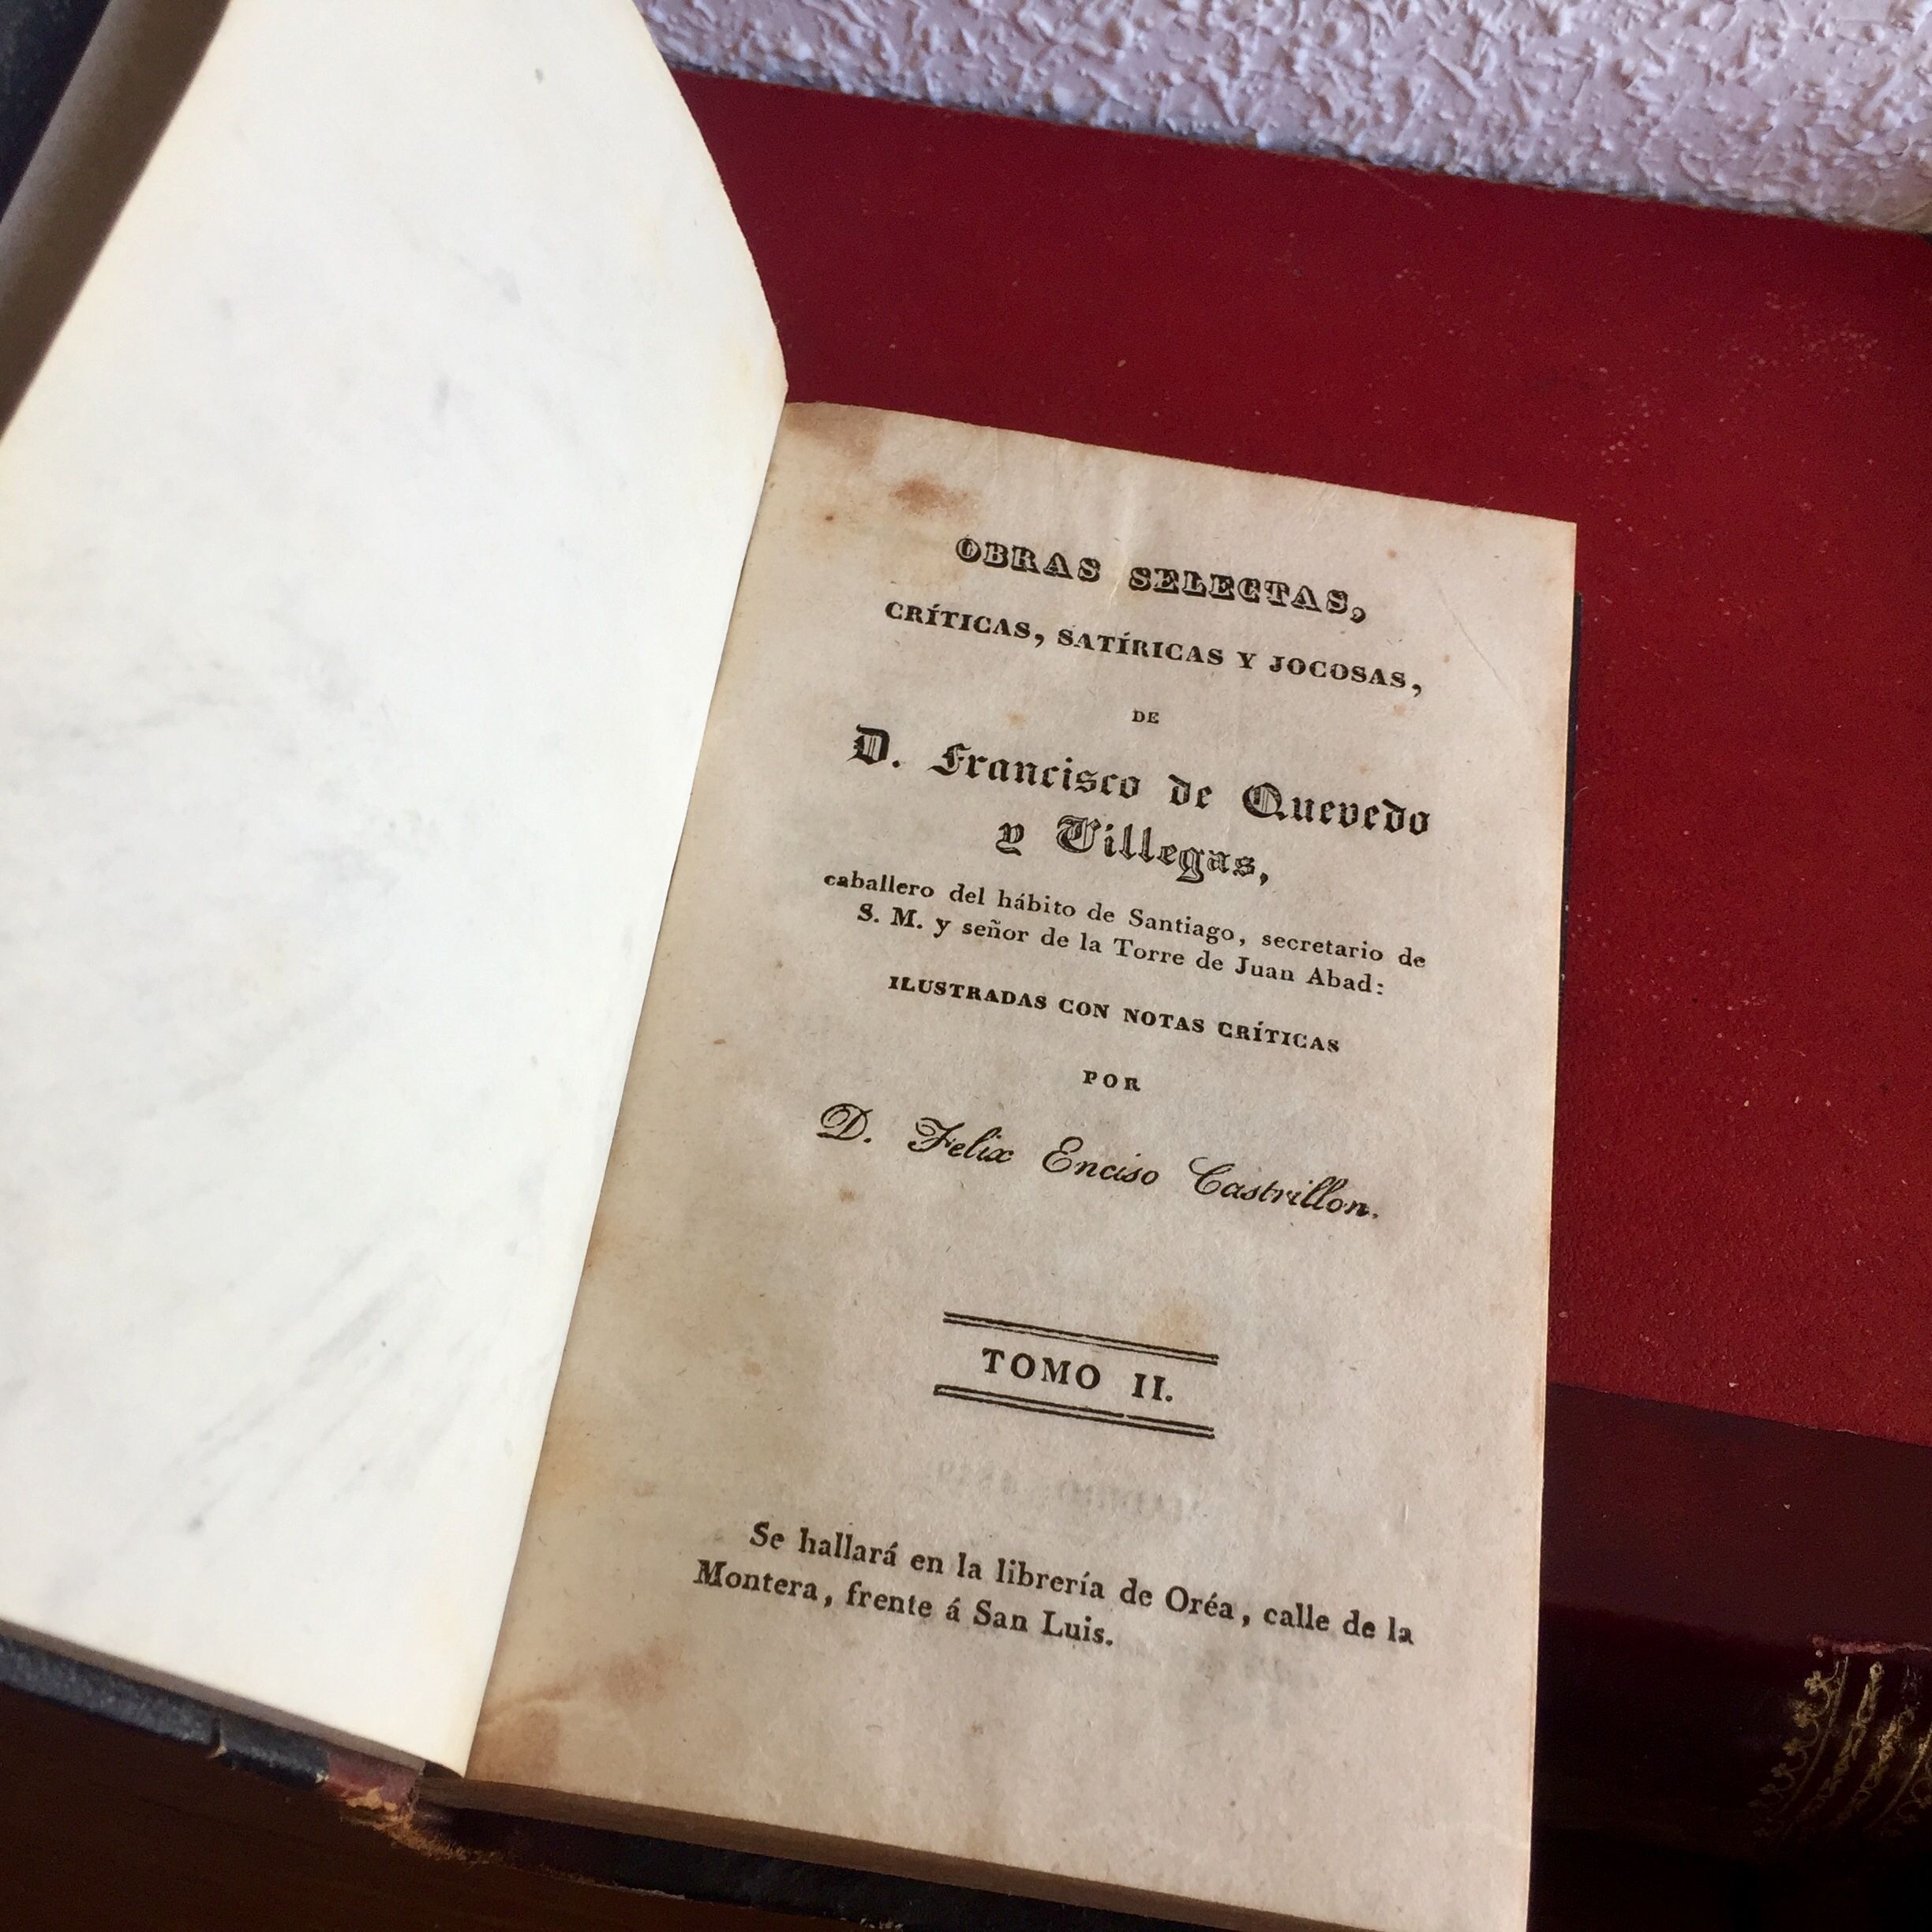 OBRAS SELECTAS,
CRÍTICAS, SATÍRICAS Y JOCOSAS,
DE
D. Francisco de Quevedo
y Villegas,
caballero del hábito de Santiago, secretario de
S. M. y señor de la Torre de Juan Abad:
ILUSTRADAS CON NOTAS CRÍTICAS
POR
D. Felix Enciso Castrillon.
TOMO II.
Se hallará en la librería de Oréa, calle de la
Montera, frente á San Luis.